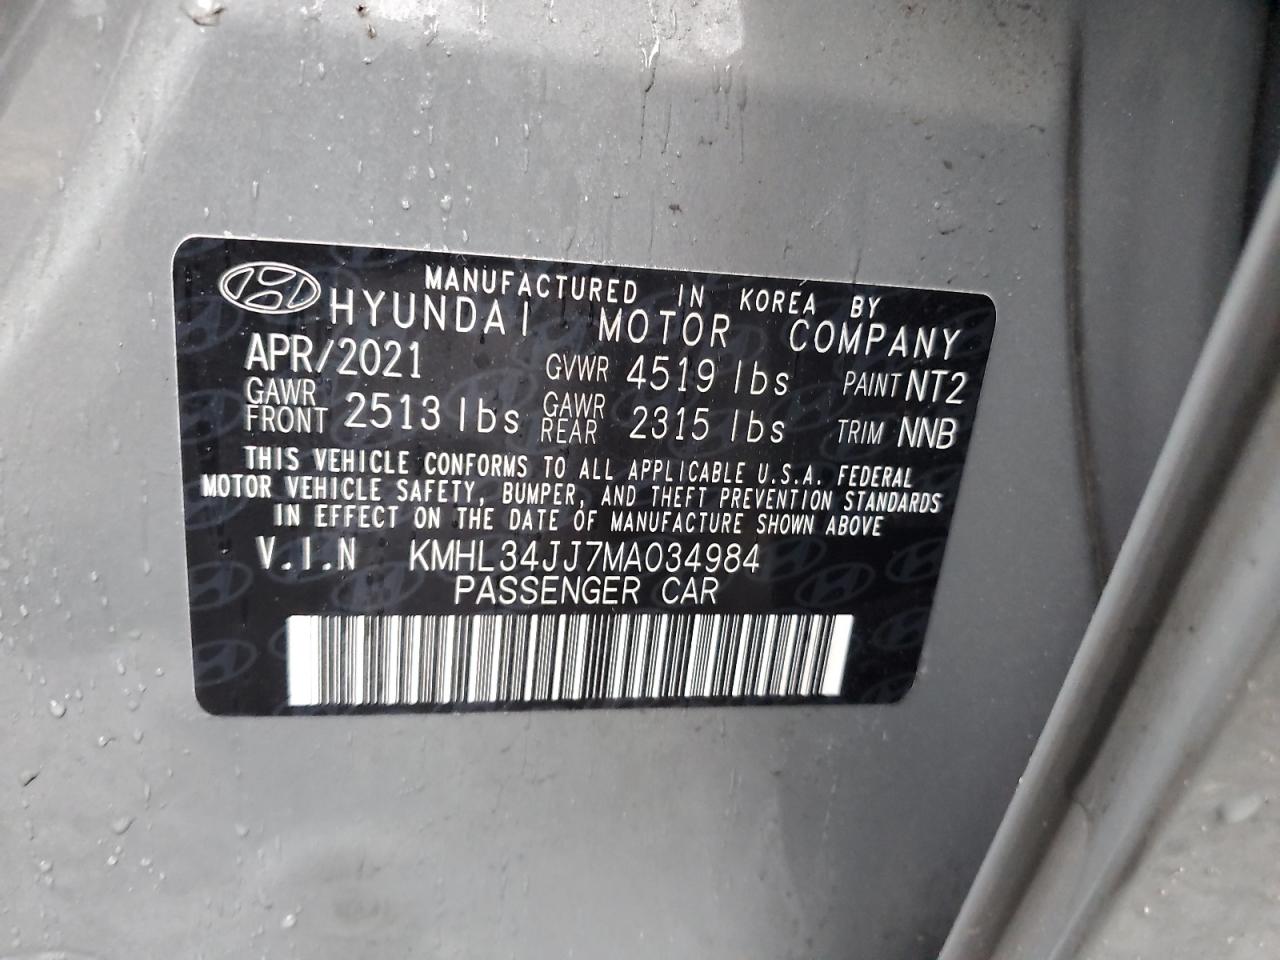 MANUFACTURED IN KOREA BY
HYUNDAI MOTOR COMPANY
APR/2021 GVWR 4519 lbs PAINT NT2
GAWR FRONT 2513 lbs GAWR REAR 2315 lbs TRIM NNB
THIS VEHICLE CONFORMS TO ALL APPLICABLE U.S.A. FEDERAL
MOTOR VEHICLE SAFETY, BUMPER, AND THEFT PREVENTION STANDARDS
IN EFFECT ON THE DATE OF MANUFACTURE SHOWN ABOVE
V.I.N KMHL34JJ7MA034984
PASSENGER CAR